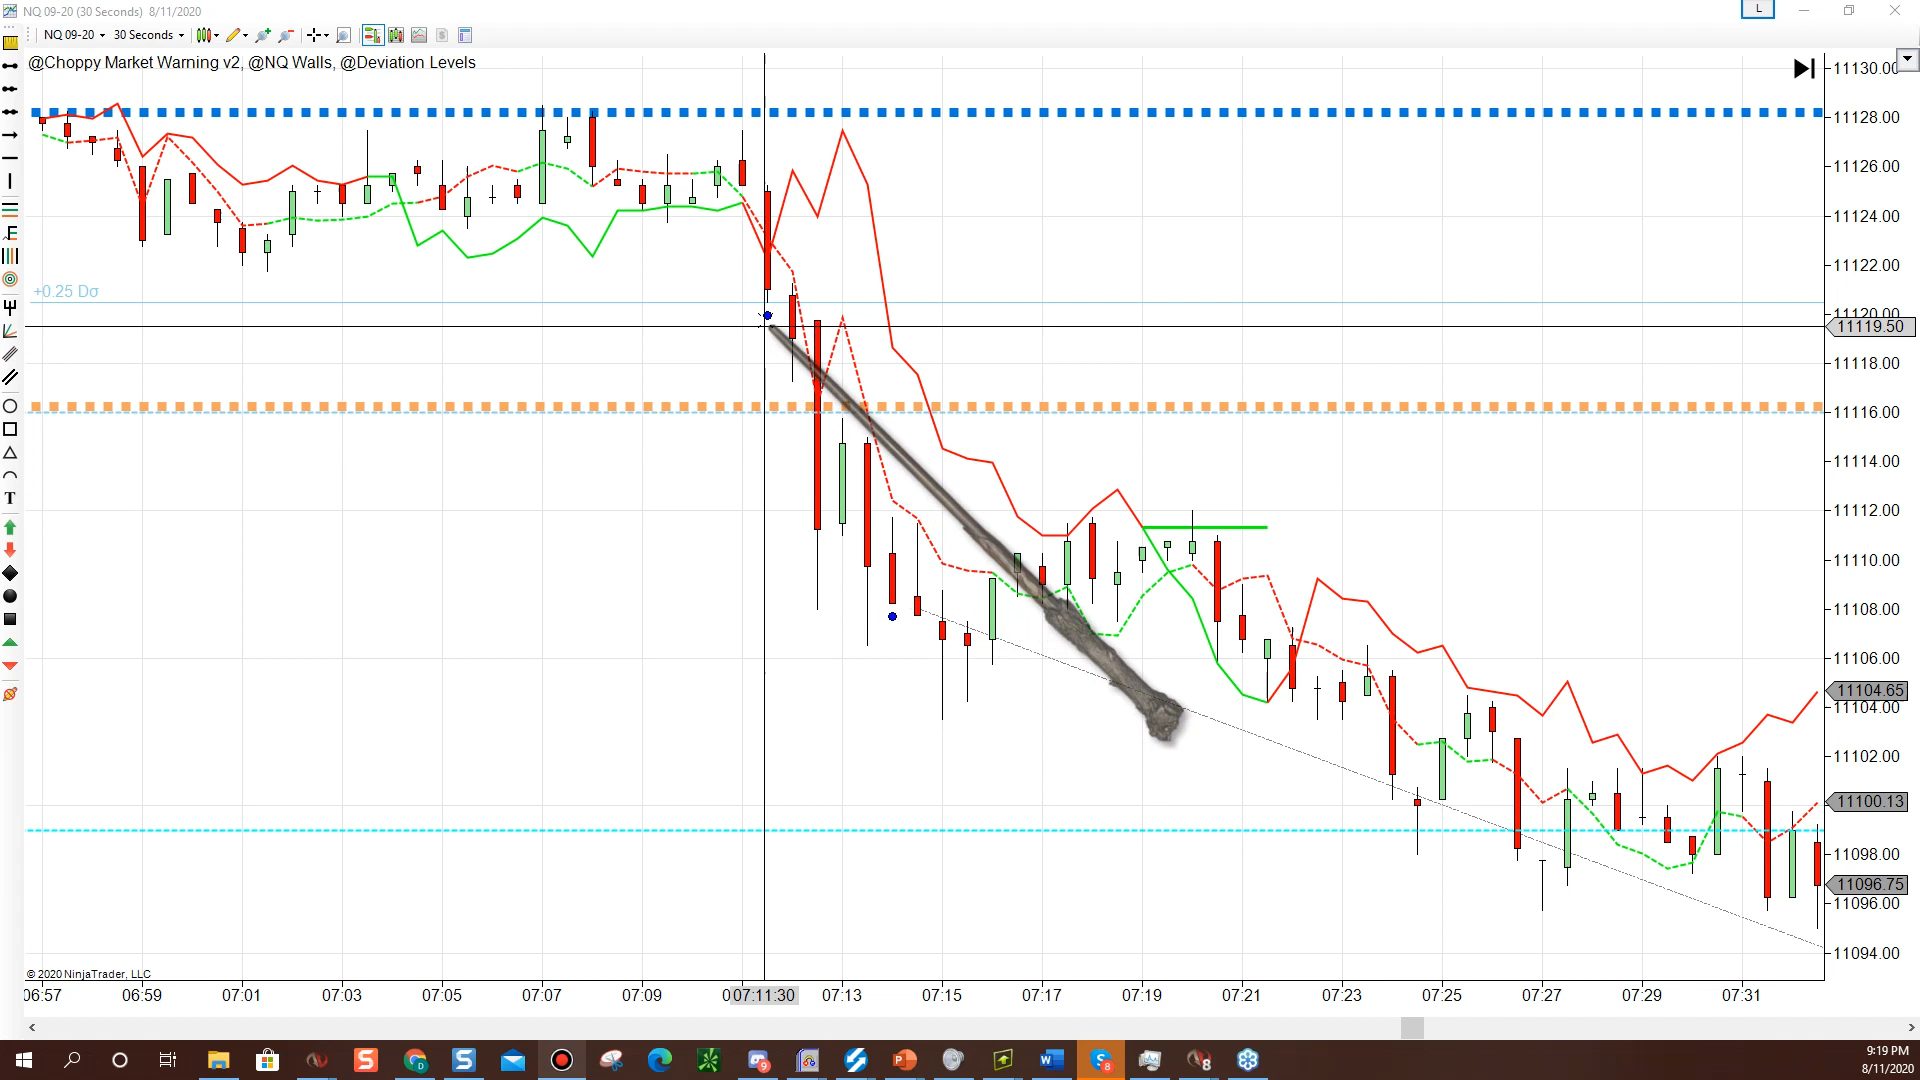 NQ 09-20 (30 Seconds)  8/11/2020
L
NQ 09-20 30 Seconds
@Choppy Market Warning v2, @NQ Walls, @Deviation Levels
11130.00
11128.00
11126.00
11124.00
11122.00
+0.25 Dσ
11120.00
11119.50
11118.00
11116.00
11114.00
11112.00
11110.00
11108.00
11106.00
11104.65
11104.00
11102.00
11100.13
11098.00
11096.75
11096.00
11094.00
© 2020 NinjaTrader, LLC
06:57 06:59 07:01 07:03 07:05 07:07 07:09 07:11:30 07:13 07:15 07:17 07:19 07:21 07:23 07:25 07:27 07:29 07:31
9:19 PM
8/11/2020